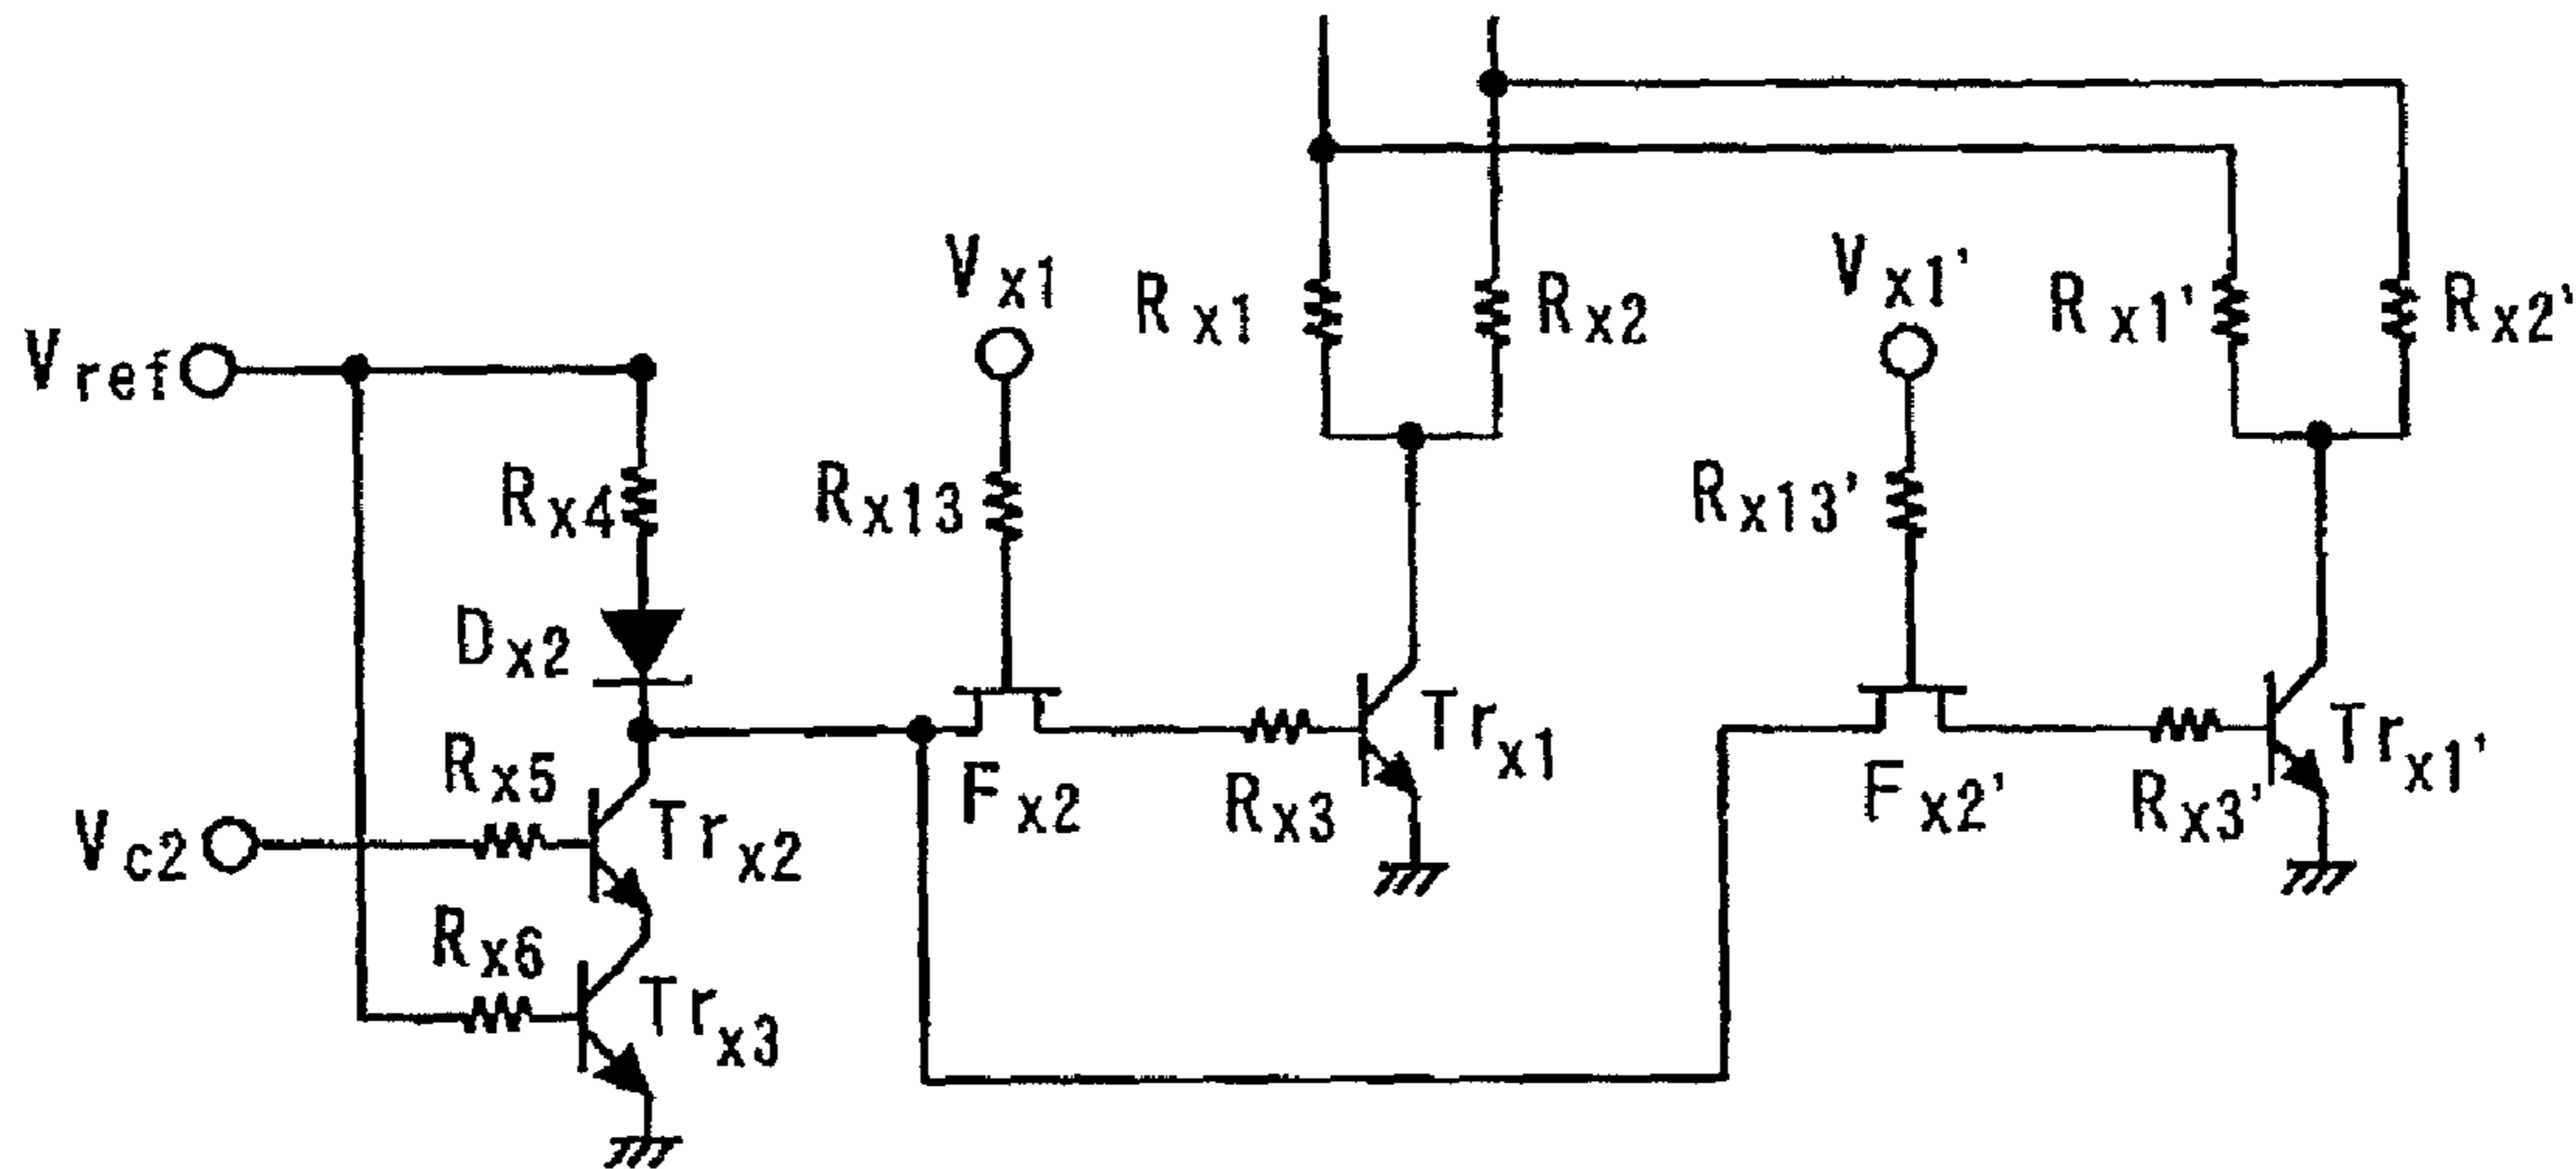 Vx1
Rx1
Rx2
Vx1'
Rx1'
Rx2'
Vref
Rx4
Rx13
Rx13'
Dx2
Rx5
Fx2
Rx3
Trx1
Fx2'
Rx3'
Trx1'
Vc2
Trx2
Rx6
Trx3